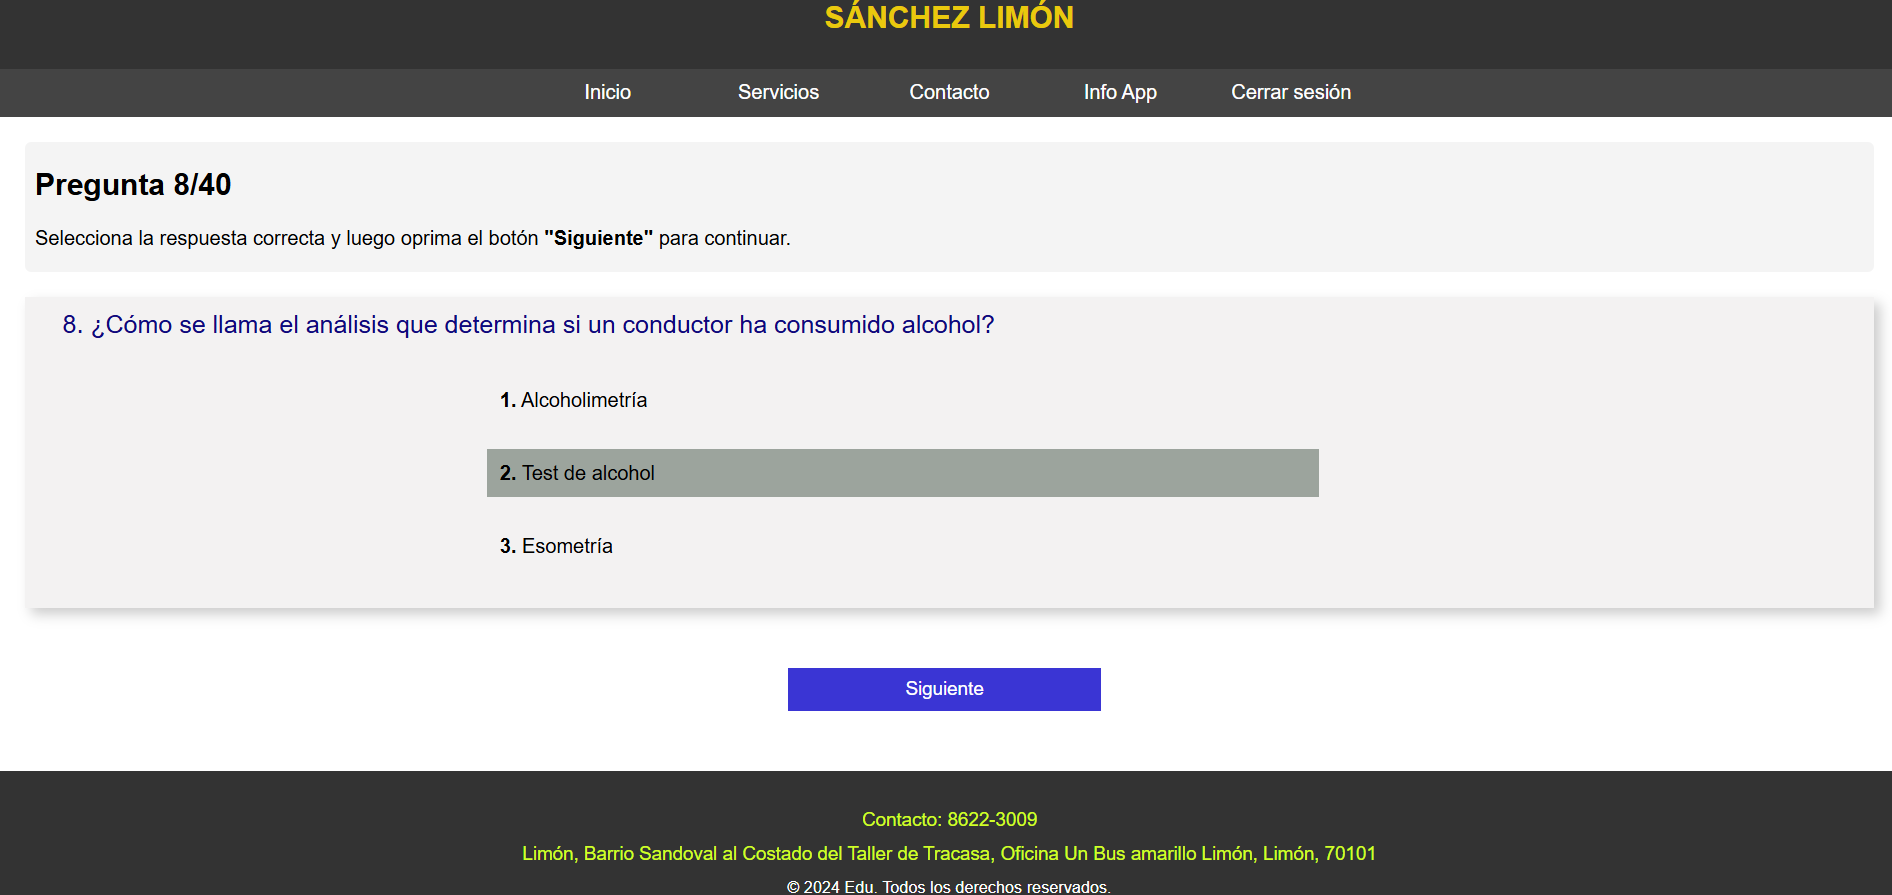 SÁNCHEZ LIMÓN
Inicio Servicios Contacto Info App Cerrar sesión
Pregunta 8/40
Selecciona la respuesta correcta y luego oprima el botón "Siguiente" para continuar.
8. ¿Cómo se llama el análisis que determina si un conductor ha consumido alcohol?
1. Alcoholimetría
2. Test de alcohol
3. Esometría
Siguiente
Contacto: 8622-3009
Limón, Barrio Sandoval al Costado del Taller de Tracasa, Oficina Un Bus amarillo Limón, Limón, 70101
© 2024 Edu. Todos los derechos reservados.